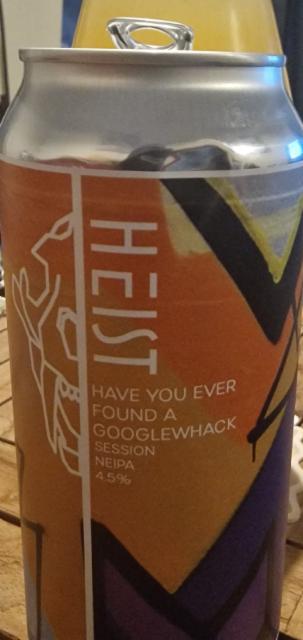 HEIST
HAVE YOU EVER
FOUND A
GOOGLEWHACK
SESSION
NEIPA
4.5%